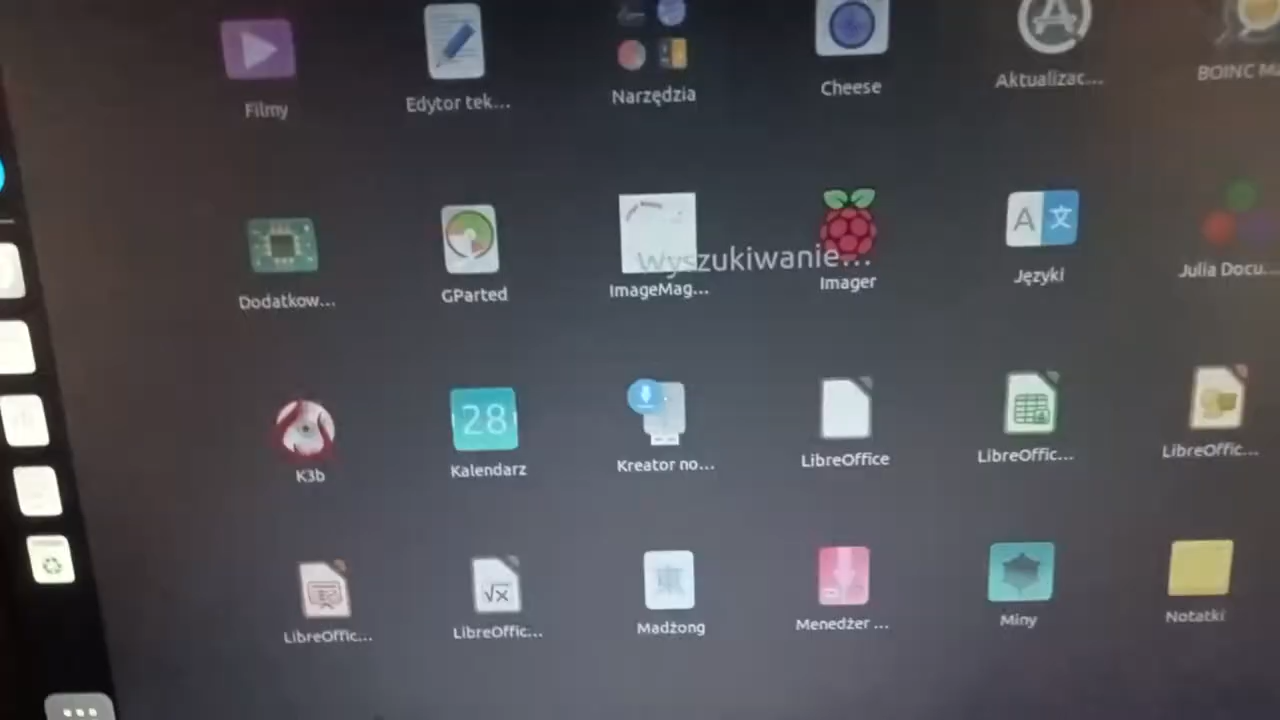 Filmy
Edytor tek...
Narzędzia
Cheese
Aktualizac...
BOINC M
Dodatkow...
GParted
ImageMag...
Wyszukiwanie...
Imager
A 文
Języki
Julia Docu...
K3b
28
Kalendarz
Kreator no...
LibreOffice
LibreOffic...
LibreOffic...
LibreOffic...
√x
LibreOffic...
Madżong
Menedżer ...
Miny
Notatki